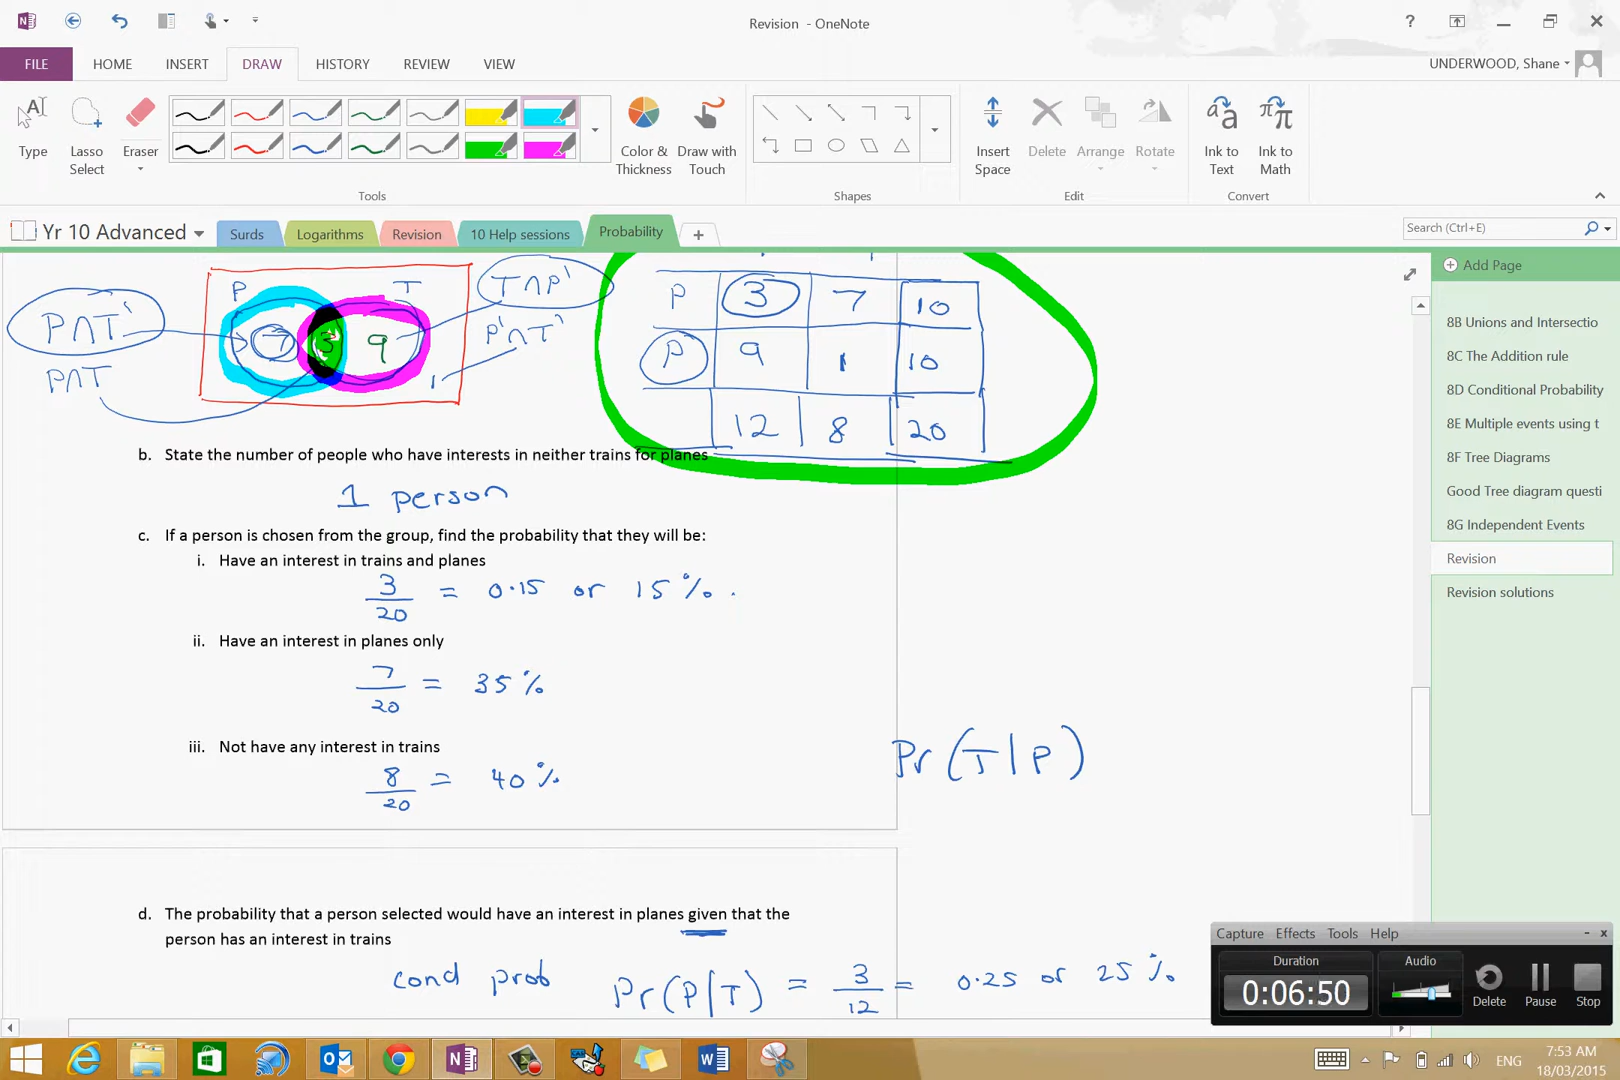 Revision - OneNote
?
FILE HOME INSERT DRAW HISTORY REVIEW VIEW
UNDERWOOD, Shane
Type
Lasso Select
Eraser
Color & Thickness
Draw with Touch
Insert Space
Delete
Arrange
Rotate
Ink to Text
Ink to Math
Tools
Shapes
Edit
Convert
Yr 10 Advanced
Surds
Logarithms
Revision
10 Help sessions
Probability
Search (Ctrl+E)
Add Page
8B Unions and Intersectio
8C The Addition rule
8D Conditional Probability
8E Multiple events using t
8F Tree Diagrams
Good Tree diagram questi
8G Independent Events
Revision
Revision solutions
P T
T∩P'
P∩T'
P'∩T'
P∩T
7 3 9
1
P 3 7 10
P' 9 1 10
12 8 20
b. State the number of people who have interests in neither trains for planes
1 person
c. If a person is chosen from the group, find the probability that they will be:
i. Have an interest in trains and planes
3/20 = 0.15 or 15%.
ii. Have an interest in planes only
7/20 = 35%
iii. Not have any interest in trains
8/20 = 40%
Pr(T|P)
d. The probability that a person selected would have an interest in planes given that the
person has an interest in trains
cond prob Pr(P|T) = 3/12 = 0.25 or 25%
Capture Effects Tools Help
Duration
0:06:50
Audio
Delete
Pause
Stop
ENG
7:53 AM
18/03/2015